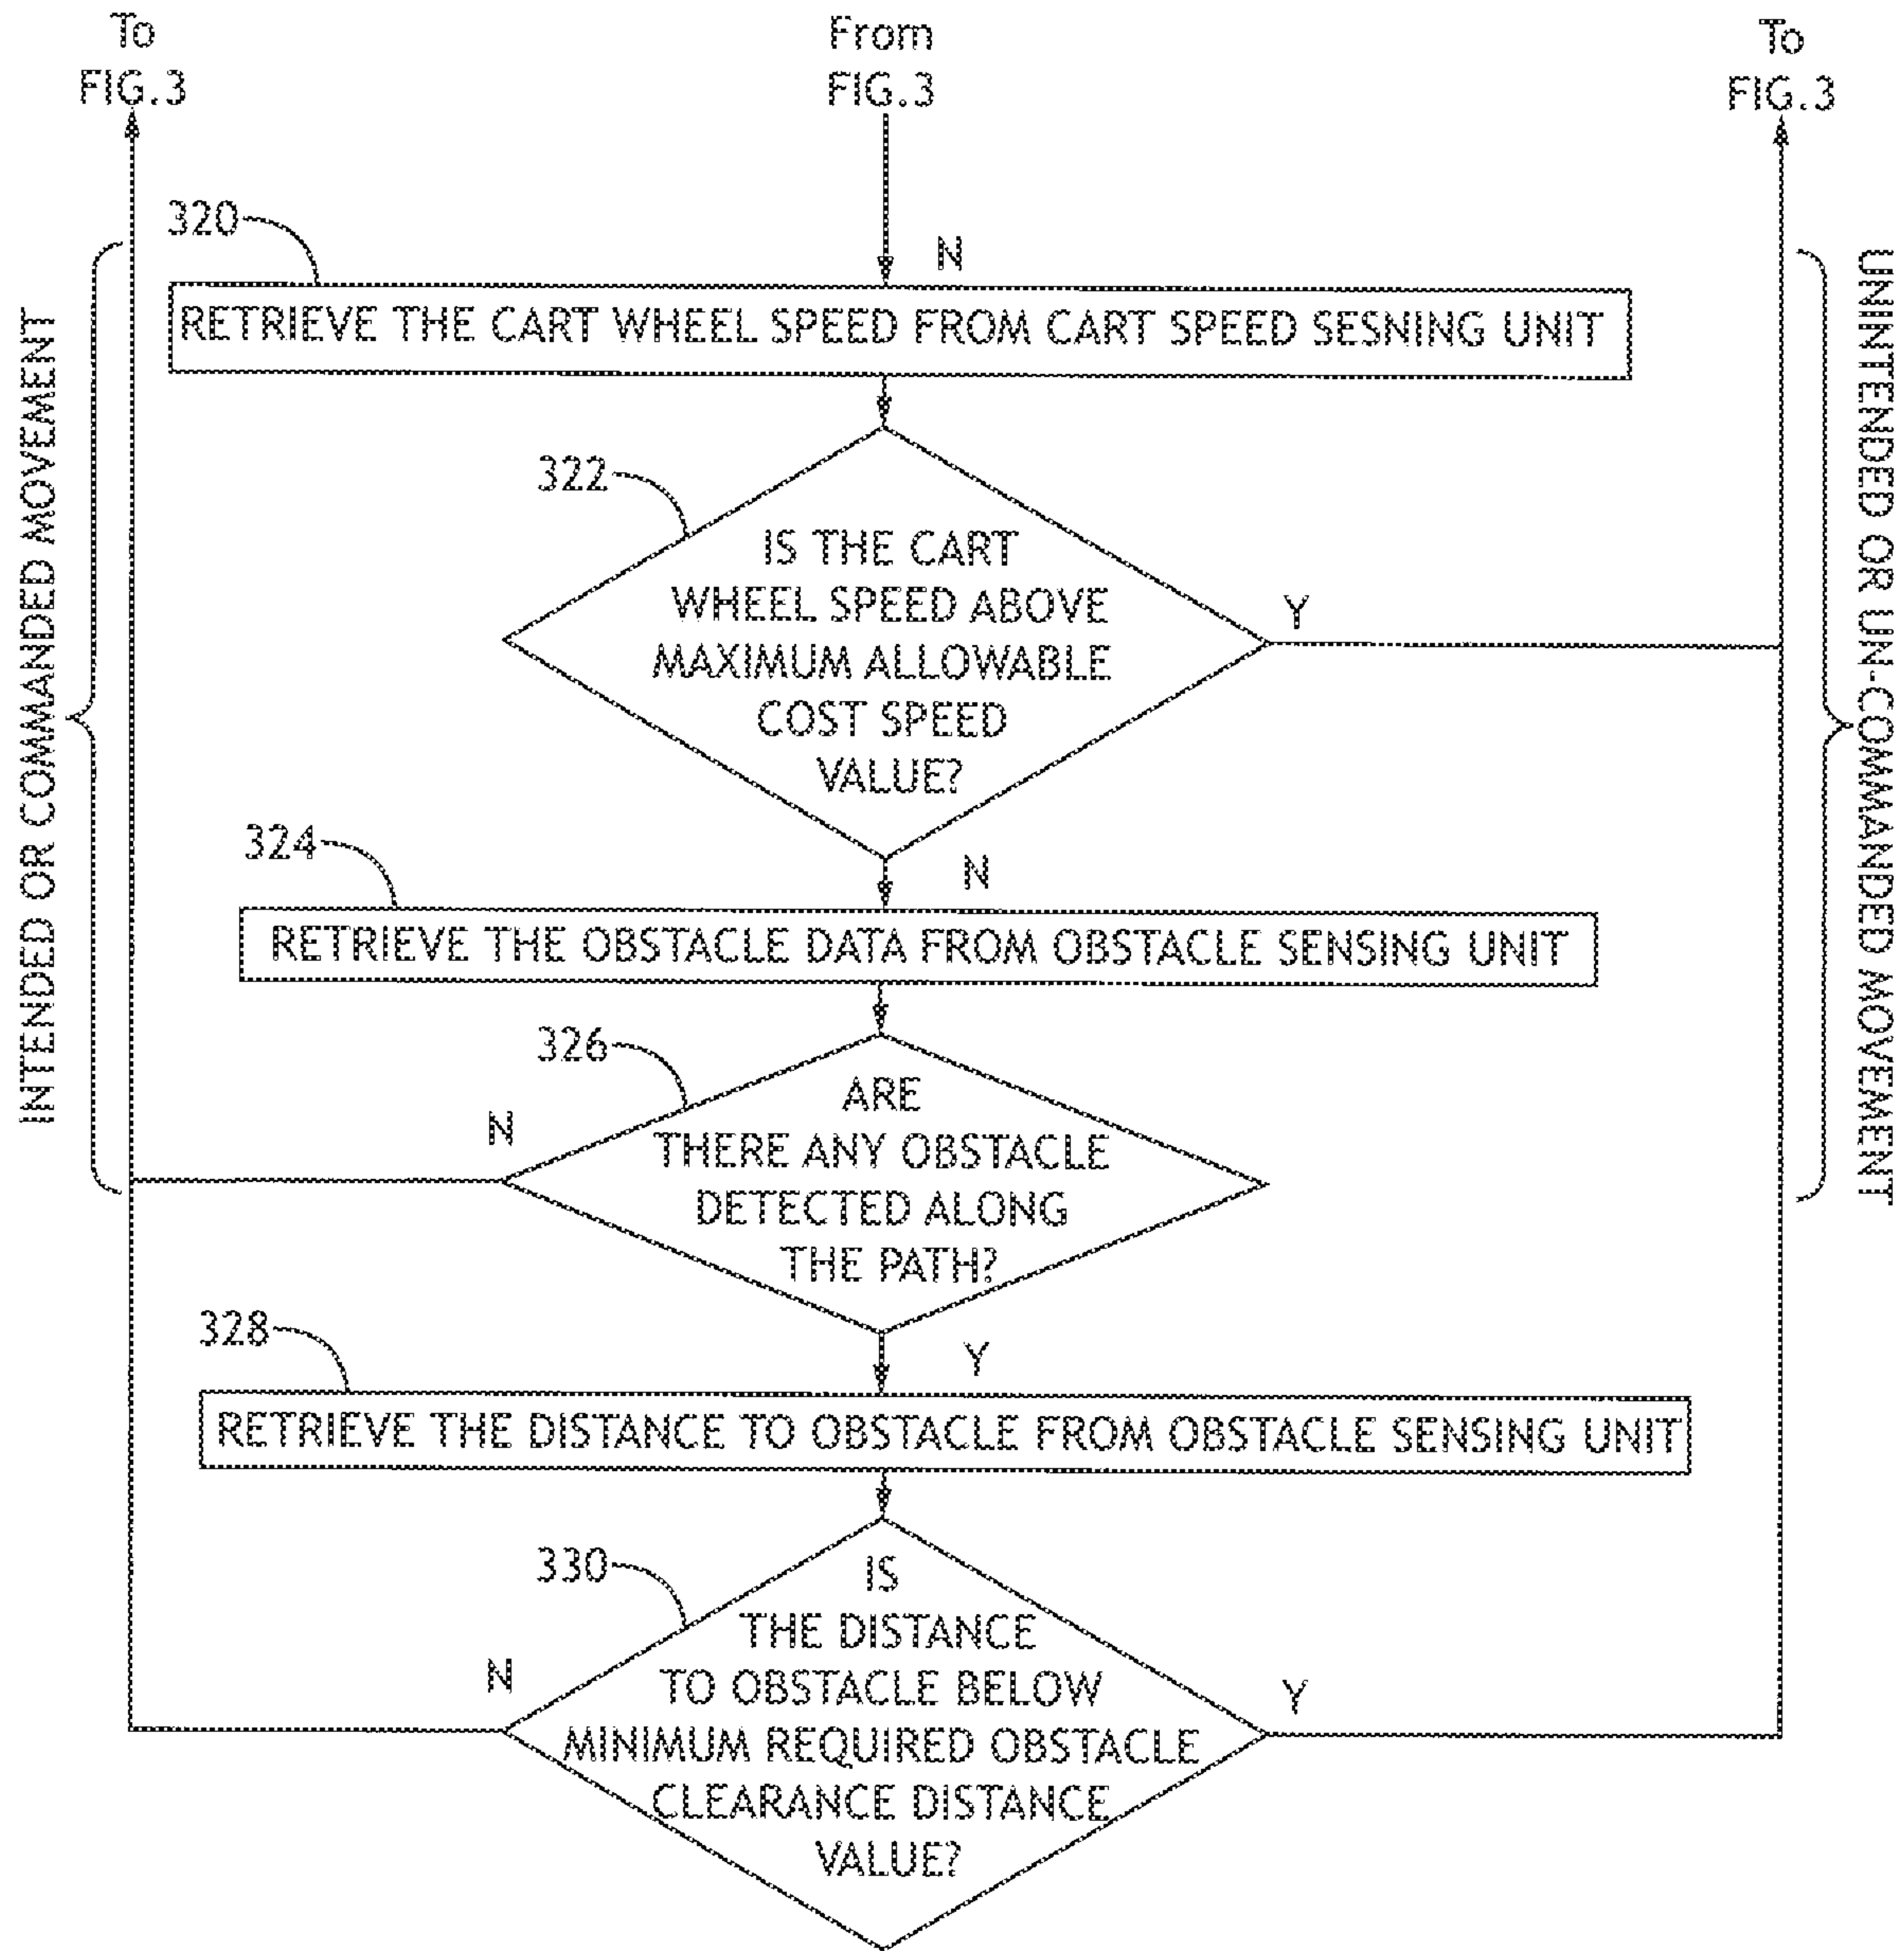 To
FIG.3
From
FIG.3
To
FIG.3
320
N
RETRIEVE THE CART WHEEL SPEED FROM CART SPEED SESNING UNIT
322
IS THE CART
WHEEL SPEED ABOVE
MAXIMUM ALLOWABLE
COST SPEED
VALUE?
Y
N
324
RETRIEVE THE OBSTACLE DATA FROM OBSTACLE SENSING UNIT
326
ARE
THERE ANY OBSTACLE
DETECTED ALONG
THE PATH?
N
Y
328
RETRIEVE THE DISTANCE TO OBSTACLE FROM OBSTACLE SENSING UNIT
330
IS
THE DISTANCE
TO OBSTACLE BELOW
MINIMUM REQUIRED OBSTACLE
CLEARANCE DISTANCE
VALUE?
N
Y
INTENDED OR COMMANDED MOVEMENT
UNINTENDED OR UN-COMMANDED MOVEMENT